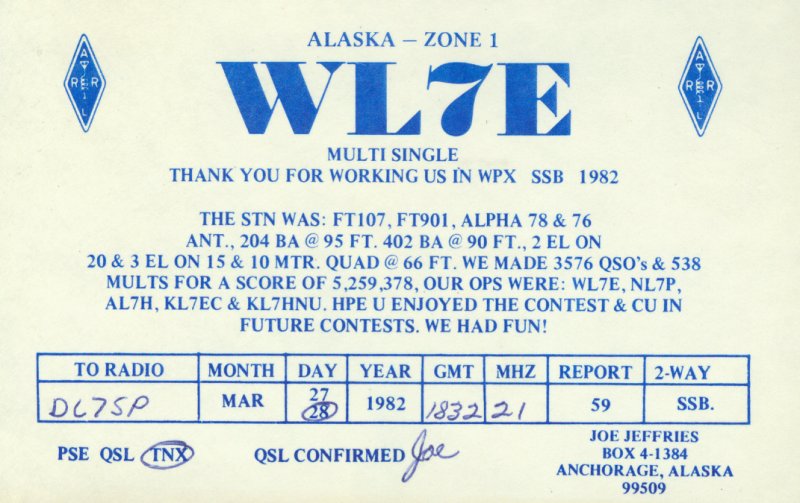 ALASKA – ZONE 1
WL7E
ARRL
ARRL
MULTI SINGLE
THANK YOU FOR WORKING US IN WPX SSB 1982
THE STN WAS: FT107, FT901, ALPHA 78 & 76
ANT., 204 BA @ 95 FT. 402 BA @ 90 FT., 2 EL ON
20 & 3 EL ON 15 & 10 MTR. QUAD @ 66 FT. WE MADE 3576 QSO's & 538
MULTS FOR A SCORE OF 5,259,378, OUR OPS WERE: WL7E, NL7P,
AL7H, KL7EC & KL7HNU. HPE U ENJOYED THE CONTEST & CU IN
FUTURE CONTESTS. WE HAD FUN!
TO RADIO MONTH DAY YEAR GMT MHZ REPORT 2-WAY
DL7SP MAR 27 28 1982 1832 21 59 SSB.
PSE QSL TNX QSL CONFIRMED Joe
JOE JEFFRIES
BOX 4-1384
ANCHORAGE, ALASKA
99509